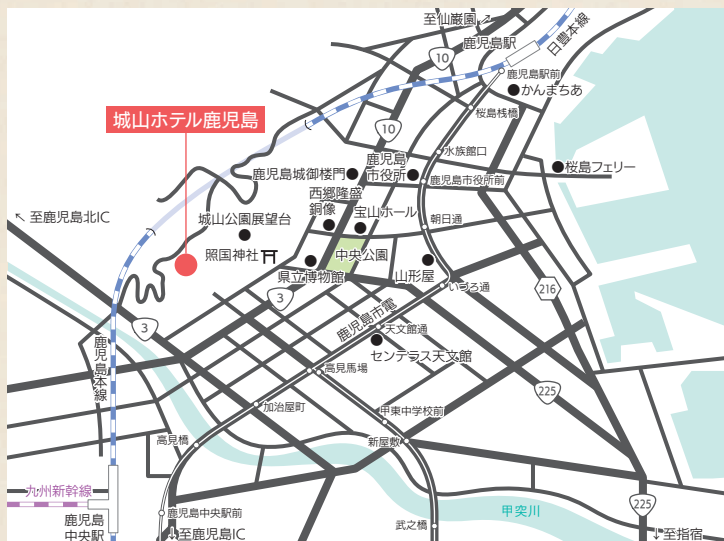 至仙巌園↗
日豊本線
鹿児島駅
10
鹿児島駅前
かんまちあ
城山ホテル鹿児島
桜島桟橋
10
水族館口
鹿児島城御楼門
鹿児島
市役所
桜島フェリー
鹿児島市役所前
西郷隆盛
銅像
宝山ホール
↖ 至鹿児島北IC
城山公園展望台
朝日通
照国神社
中央公園
県立博物館
山形屋
いづろ通
216
3
3
鹿児島市電
天文館通
センテラス天文館
鹿児島本線
高見馬場
225
加治屋町
甲東中学校前
高見橋
新屋敷
九州新幹線
225
鹿児島
中央駅
鹿児島中央駅前
甲突川
武之橋
↓至鹿児島IC
↓至指宿